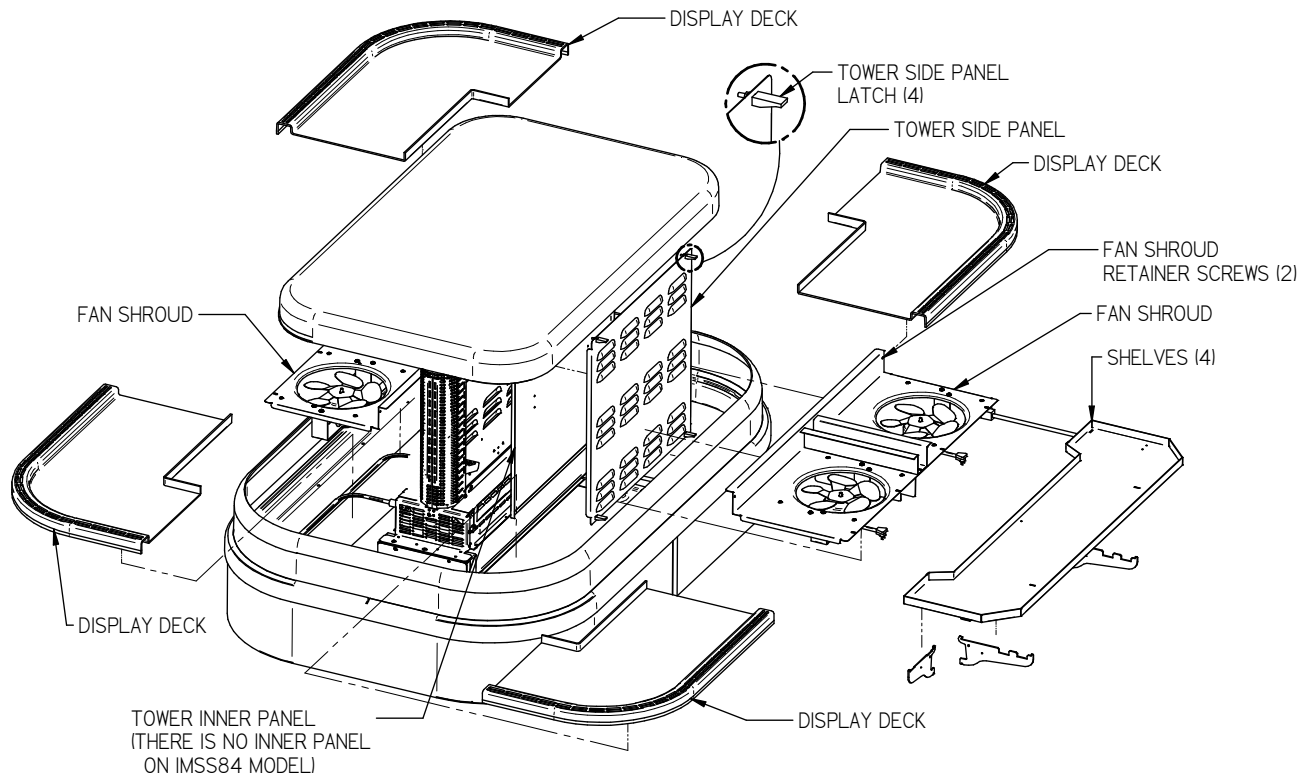 DISPLAY DECK
TOWER SIDE PANEL
LATCH (4)
TOWER SIDE PANEL
DISPLAY DECK
FAN SHROUD
RETAINER SCREWS (2)
FAN SHROUD
FAN SHROUD
SHELVES (4)
DISPLAY DECK
DISPLAY DECK
TOWER INNER PANEL
(THERE IS NO INNER PANEL
ON IMSS84 MODEL)